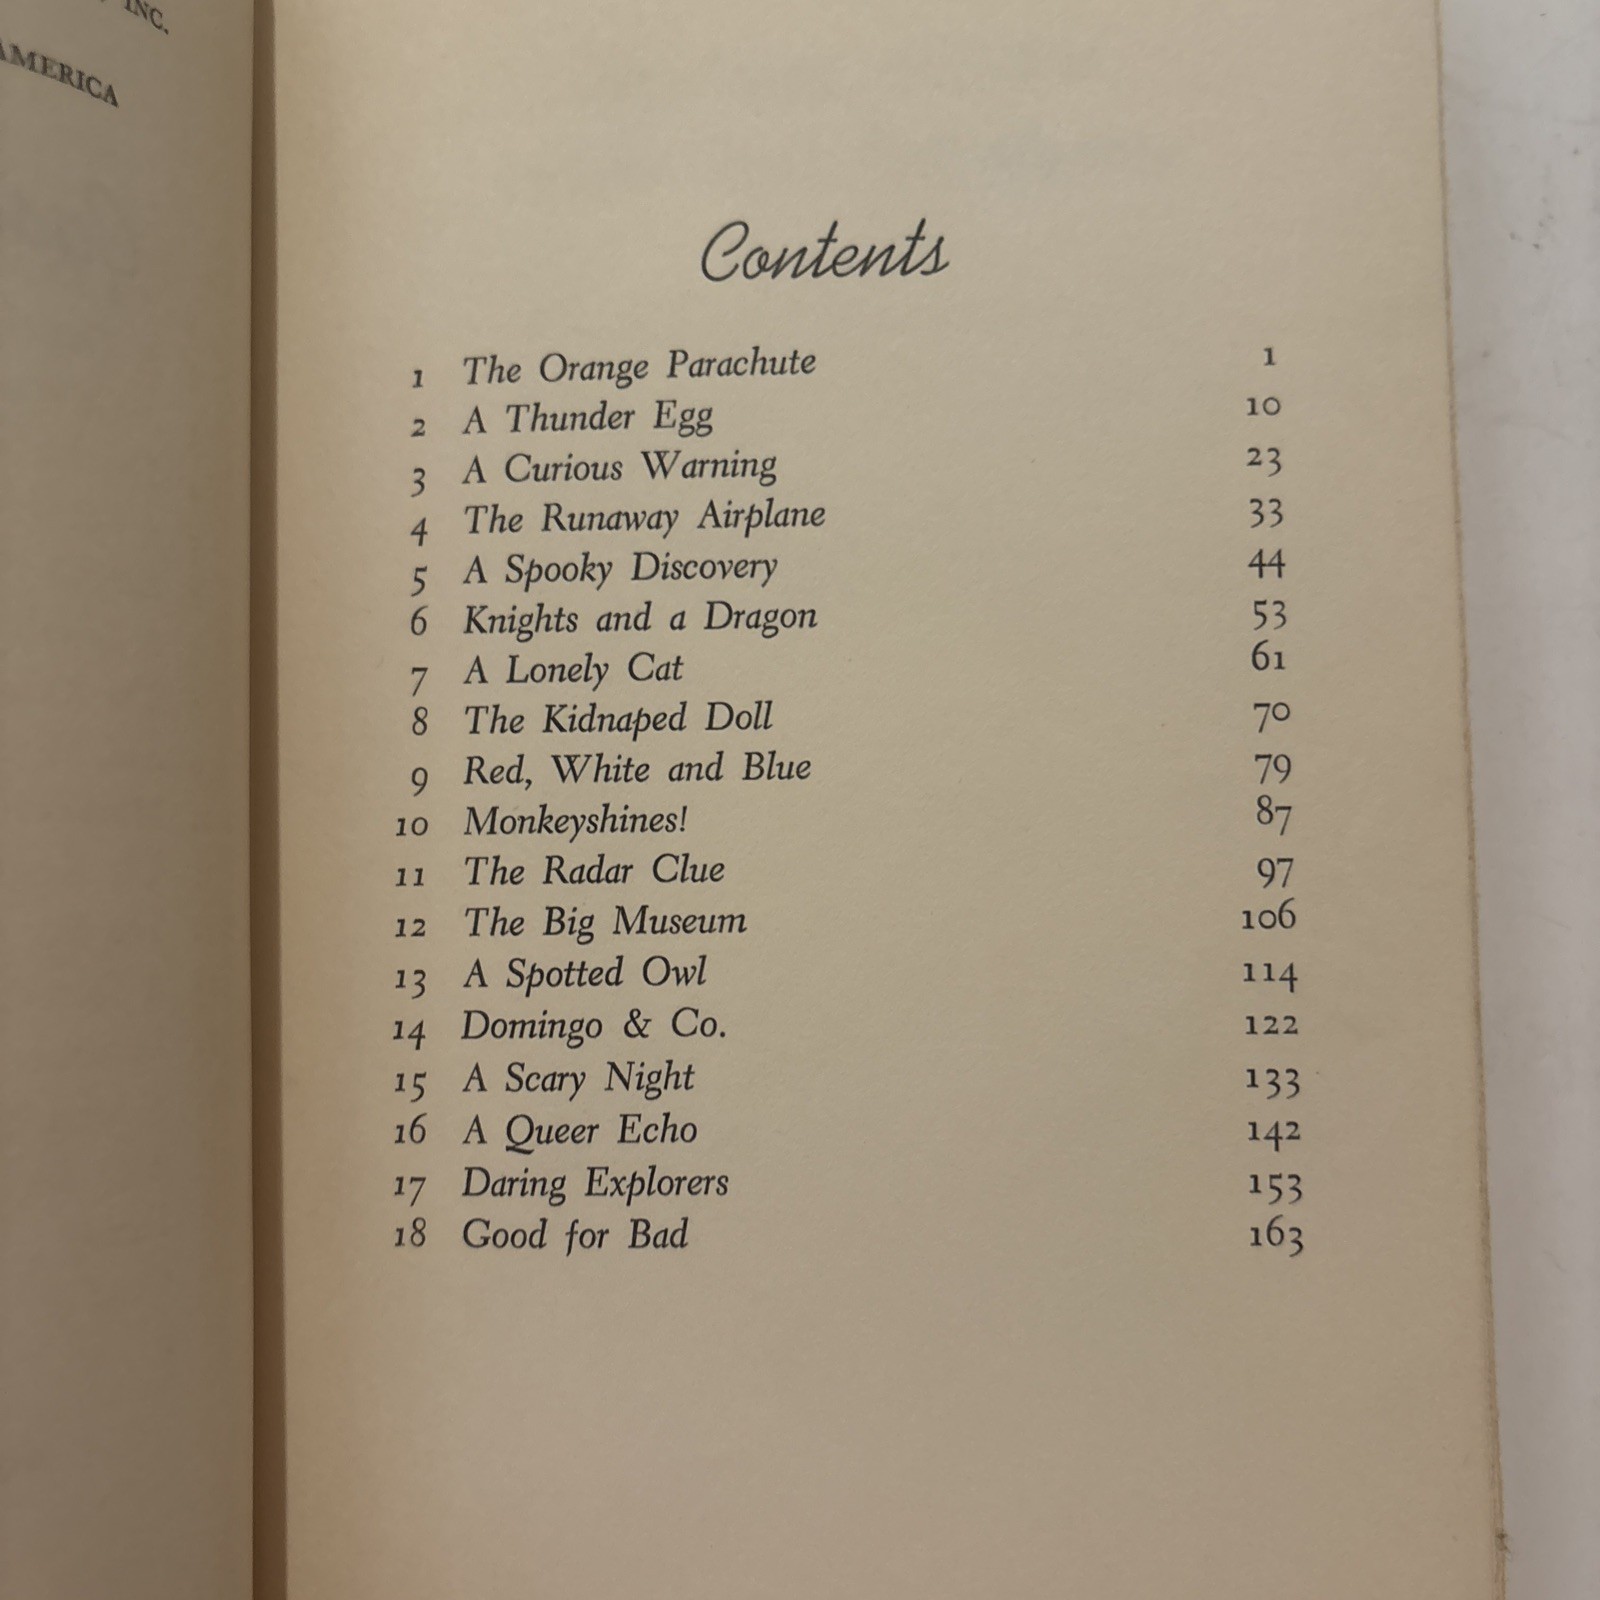 INC.
AMERICA
Contents
1 The Orange Parachute 1
2 A Thunder Egg 10
3 A Curious Warning 23
4 The Runaway Airplane 33
5 A Spooky Discovery 44
6 Knights and a Dragon 53
7 A Lonely Cat 61
8 The Kidnaped Doll 70
9 Red, White and Blue 79
10 Monkeyshines! 87
11 The Radar Clue 97
12 The Big Museum 106
13 A Spotted Owl 114
14 Domingo & Co. 122
15 A Scary Night 133
16 A Queer Echo 142
17 Daring Explorers 153
18 Good for Bad 163